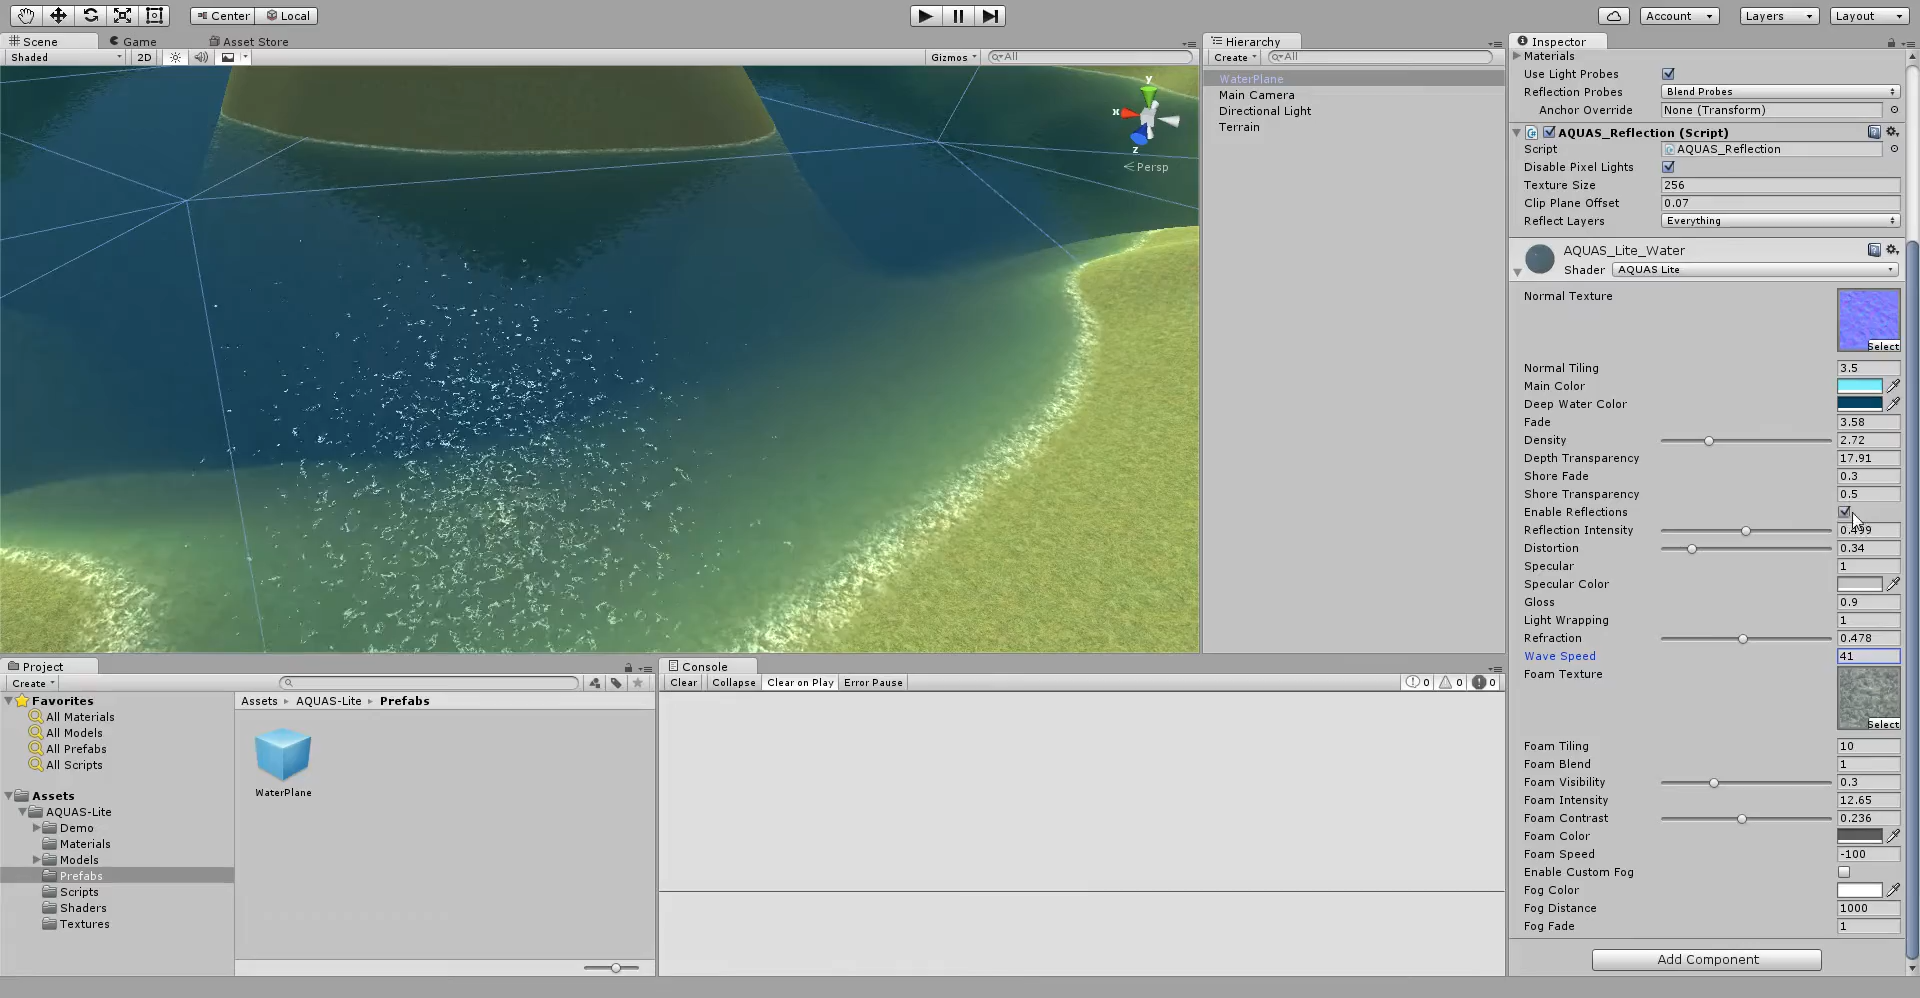 Center
Local
Account
Layers
Layout
Scene
Game
Asset Store
Shaded
2D
Gizmos
All
y
x
z
Persp
Hierarchy
Create
All
WaterPlane
Main Camera
Directional Light
Terrain
Inspector
Materials
Use Light Probes
Reflection Probes Blend Probes
Anchor Override None (Transform)
AQUAS_Reflection (Script)
Script AQUAS_Reflection
Disable Pixel Lights
Texture Size 256
Clip Plane Offset 0.07
Reflect Layers Everything
AQUAS_Lite_Water
Shader AQUAS Lite
Normal Texture
Select
Normal Tiling 3.5
Main Color
Deep Water Color
Fade 3.58
Density 2.72
Depth Transparency 17.91
Shore Fade 0.3
Shore Transparency 0.5
Enable Reflections
Reflection Intensity 0.499
Distortion 0.34
Specular 1
Specular Color
Gloss 0.9
Light Wrapping 1
Refraction 0.478
Wave Speed 41
Foam Texture
Select
Foam Tiling 10
Foam Blend 1
Foam Visibility 0.3
Foam Intensity 12.65
Foam Contrast 0.236
Foam Color
Foam Speed -100
Enable Custom Fog
Fog Color
Fog Distance 1000
Fog Fade 1
Add Component
Project
Create
Favorites
All Materials
All Models
All Prefabs
All Scripts
Assets
AQUAS-Lite
Demo
Materials
Models
Prefabs
Scripts
Shaders
Textures
Assets AQUAS-Lite Prefabs
WaterPlane
Console
Clear Collapse Clear on Play Error Pause 0 0 0